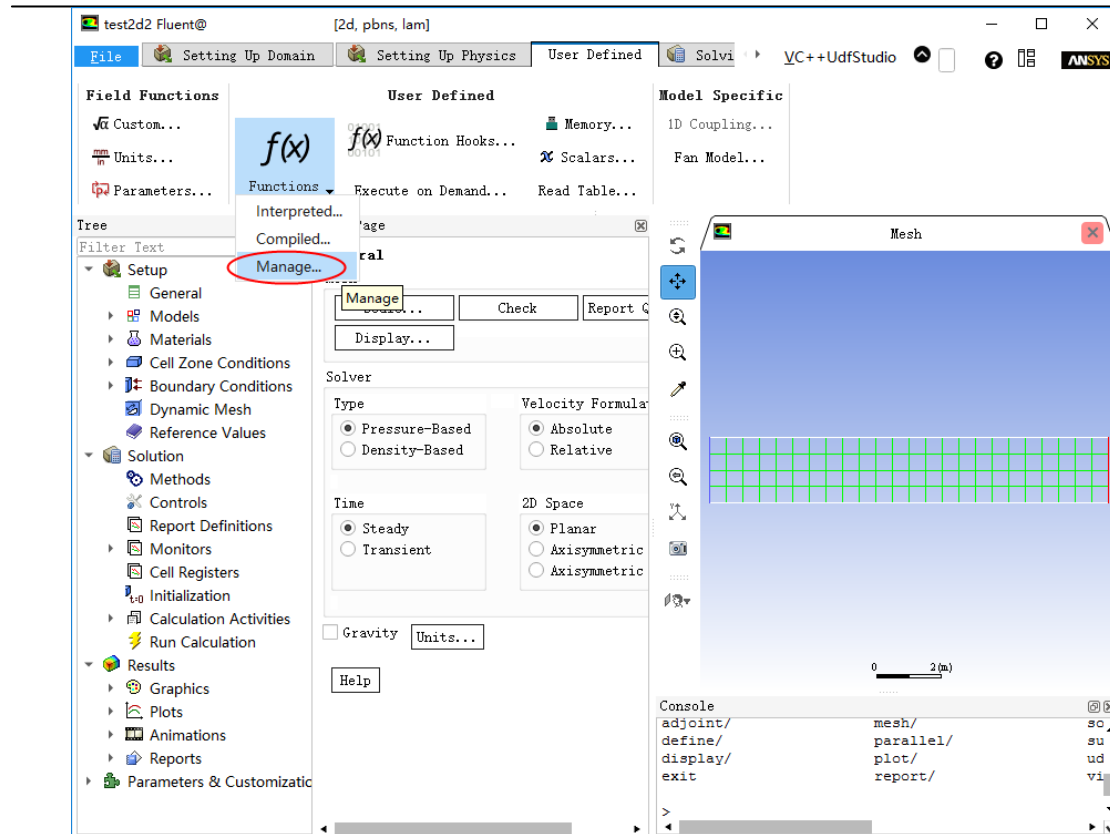 test2d2 Fluent@ [2d, pbns, lam]
File Setting Up Domain Setting Up Physics User Defined Solvi VC++UdfStudio ANSYS
Field Functions User Defined Model Specific
Custom... Memory... 1D Coupling...
f(x) f(x) Function Hooks...
Units... Scalars... Fan Model...
Parameters... Functions Execute on Demand... Read Table...
Interpreted...
Compiled...
Manage...
Manage
Tree Page
Filter Text
Setup
General
Models
Materials
Cell Zone Conditions
Boundary Conditions
Dynamic Mesh
Reference Values
Solution
Methods
Controls
Report Definitions
Monitors
Cell Registers
Initialization
Calculation Activities
Run Calculation
Results
Graphics
Plots
Animations
Reports
Parameters & Customizatic
Check Report Q
Display...
Solver
Type Velocity Formula
Pressure-Based Absolute
Density-Based Relative
Time 2D Space
Steady Planar
Transient Axisymmetric
Axisymmetric
Gravity Units...
Help
Mesh
0 2(m)
Console
adjoint/ mesh/ so
define/ parallel/ su
display/ plot/ ud
exit report/ vi
>